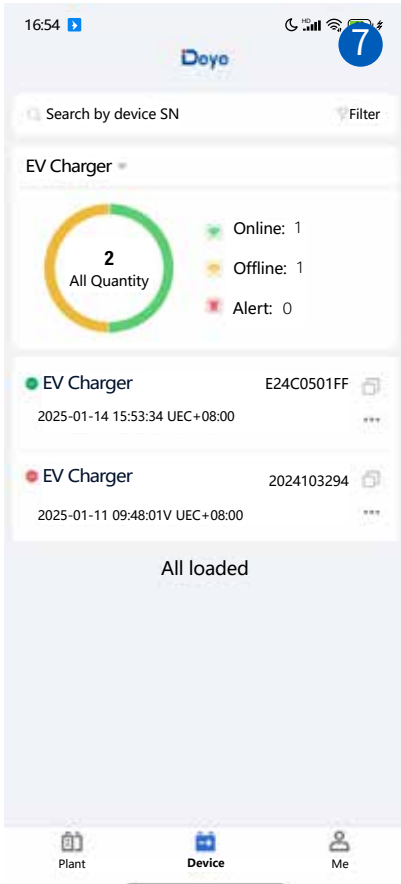 16:54
7
Deye
Search by device SN Filter
EV Charger
2
All Quantity
Online: 1
Offline: 1
Alert: 0
EV Charger E24C0501FF
2025-01-14 15:53:34 UEC+08:00
EV Charger 2024103294
2025-01-11 09:48:01V UEC+08:00
All loaded
Plant Device Me